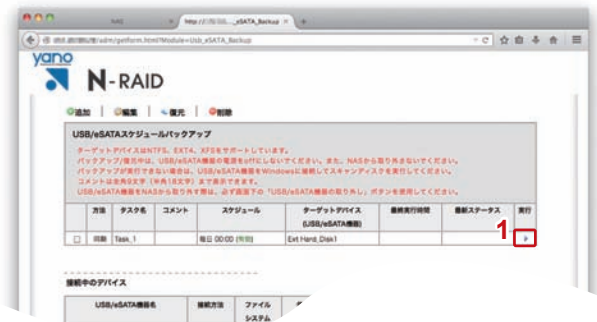 NAS
_eSATA_Backup
/adm/getform.html?Module=Usb_eSATA_Backup
yano
N-RAID
追加 | 編集 | 復元 | 削除
USB/eSATAスケジュールバックアップ
ターゲットデバイスはNTFS、EXT4、XFSをサポートしています。
バックアップ/復元中は、USB/eSATA機器の電源をoffにしないでください。また、NASから取り外さないでください。
バックアップが実行できない場合は、USB/eSATA機器をWindowsに接続してスキャンディスクを実行してください。
コメントは全角9文字（半角18文字）まで表示できます。
USB/eSATA機器をNASから取り外す際は、必ず画面下の「USB/eSATA機器の取り外し」ボタンを使用してください。
方法 タスク名 コメント スケジュール ターゲットデバイス (USB/eSATA機器) 最終実行時間 最新ステータス 実行
1
同期 Task_1 毎日 00:00 (有効) Ext Hard_Disk1
接続中のデバイス
USB/eSATA機器名 接続方法 ファイル
システム